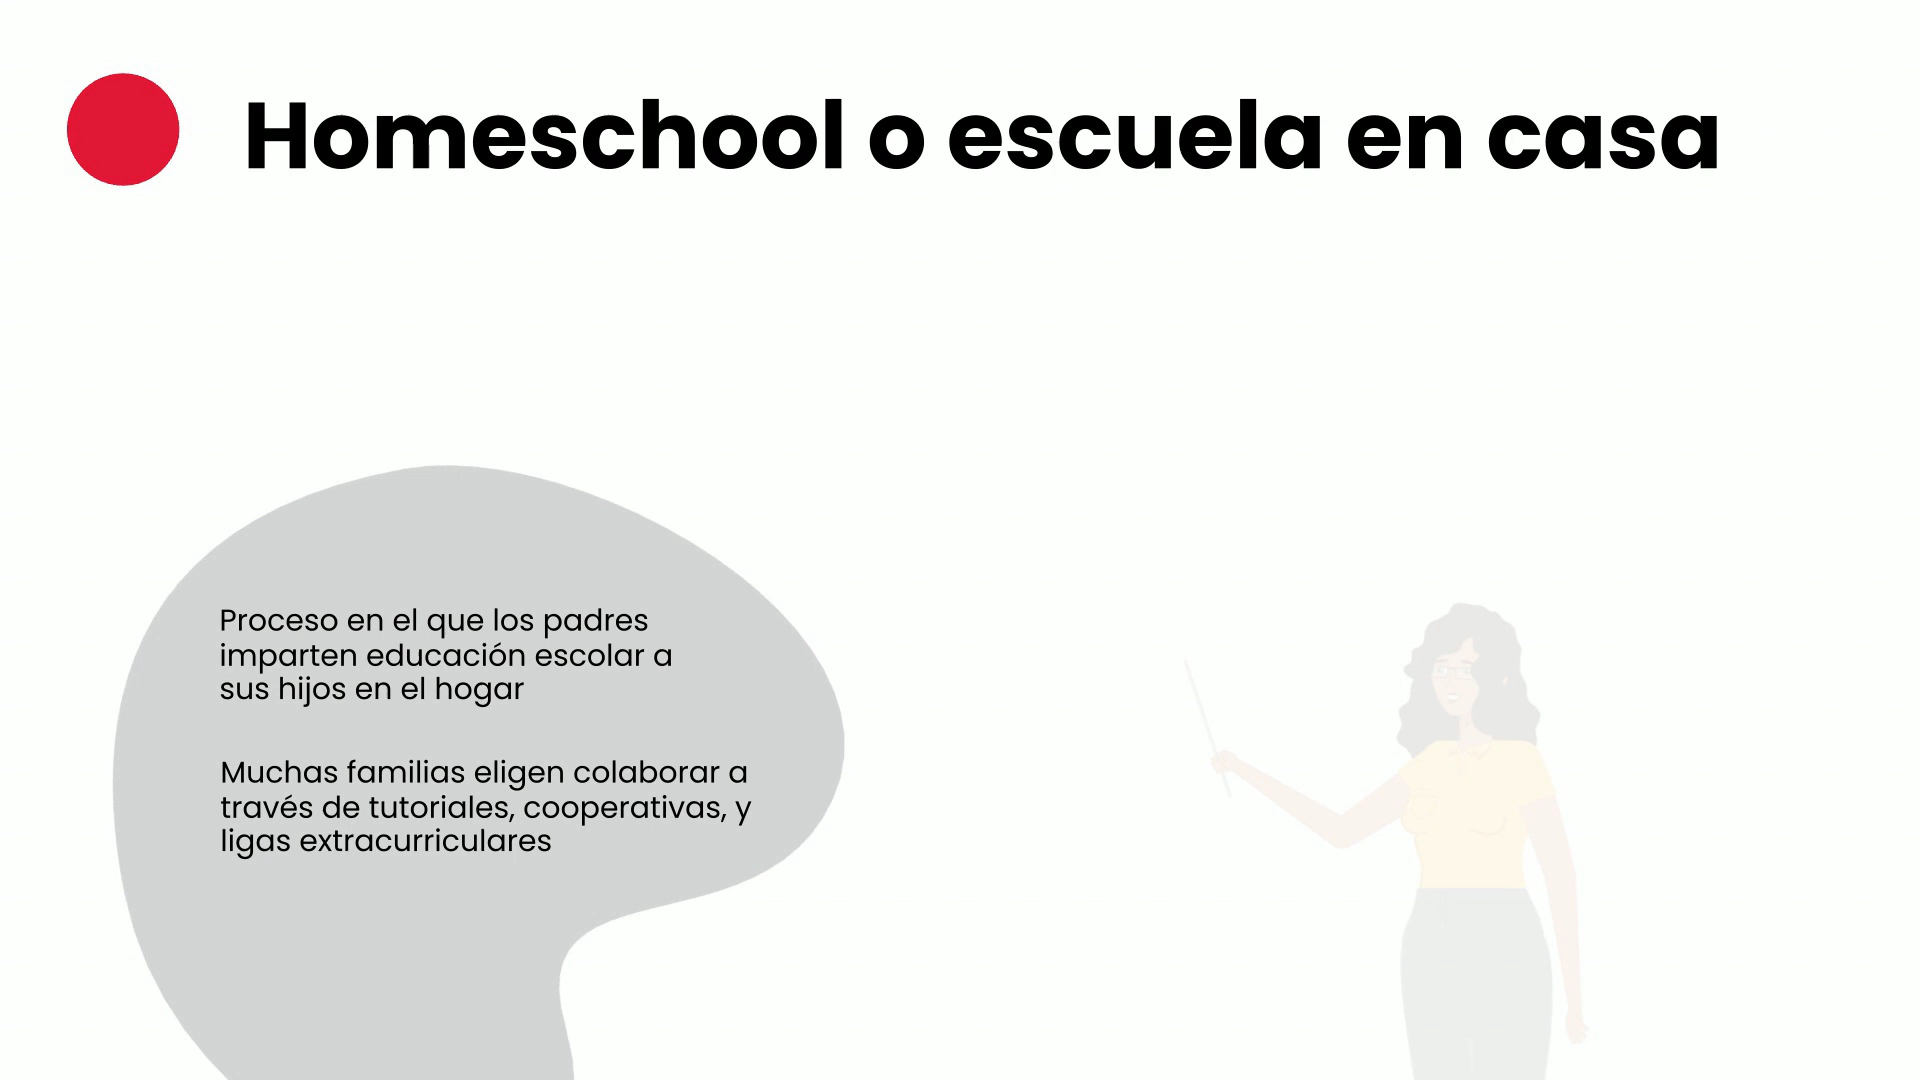 Homeschool o escuela en casa
Proceso en el que los padres
imparten educación escolar a
sus hijos en el hogar
Muchas familias eligen colaborar a
través de tutoriales, cooperativas, y
ligas extracurriculares